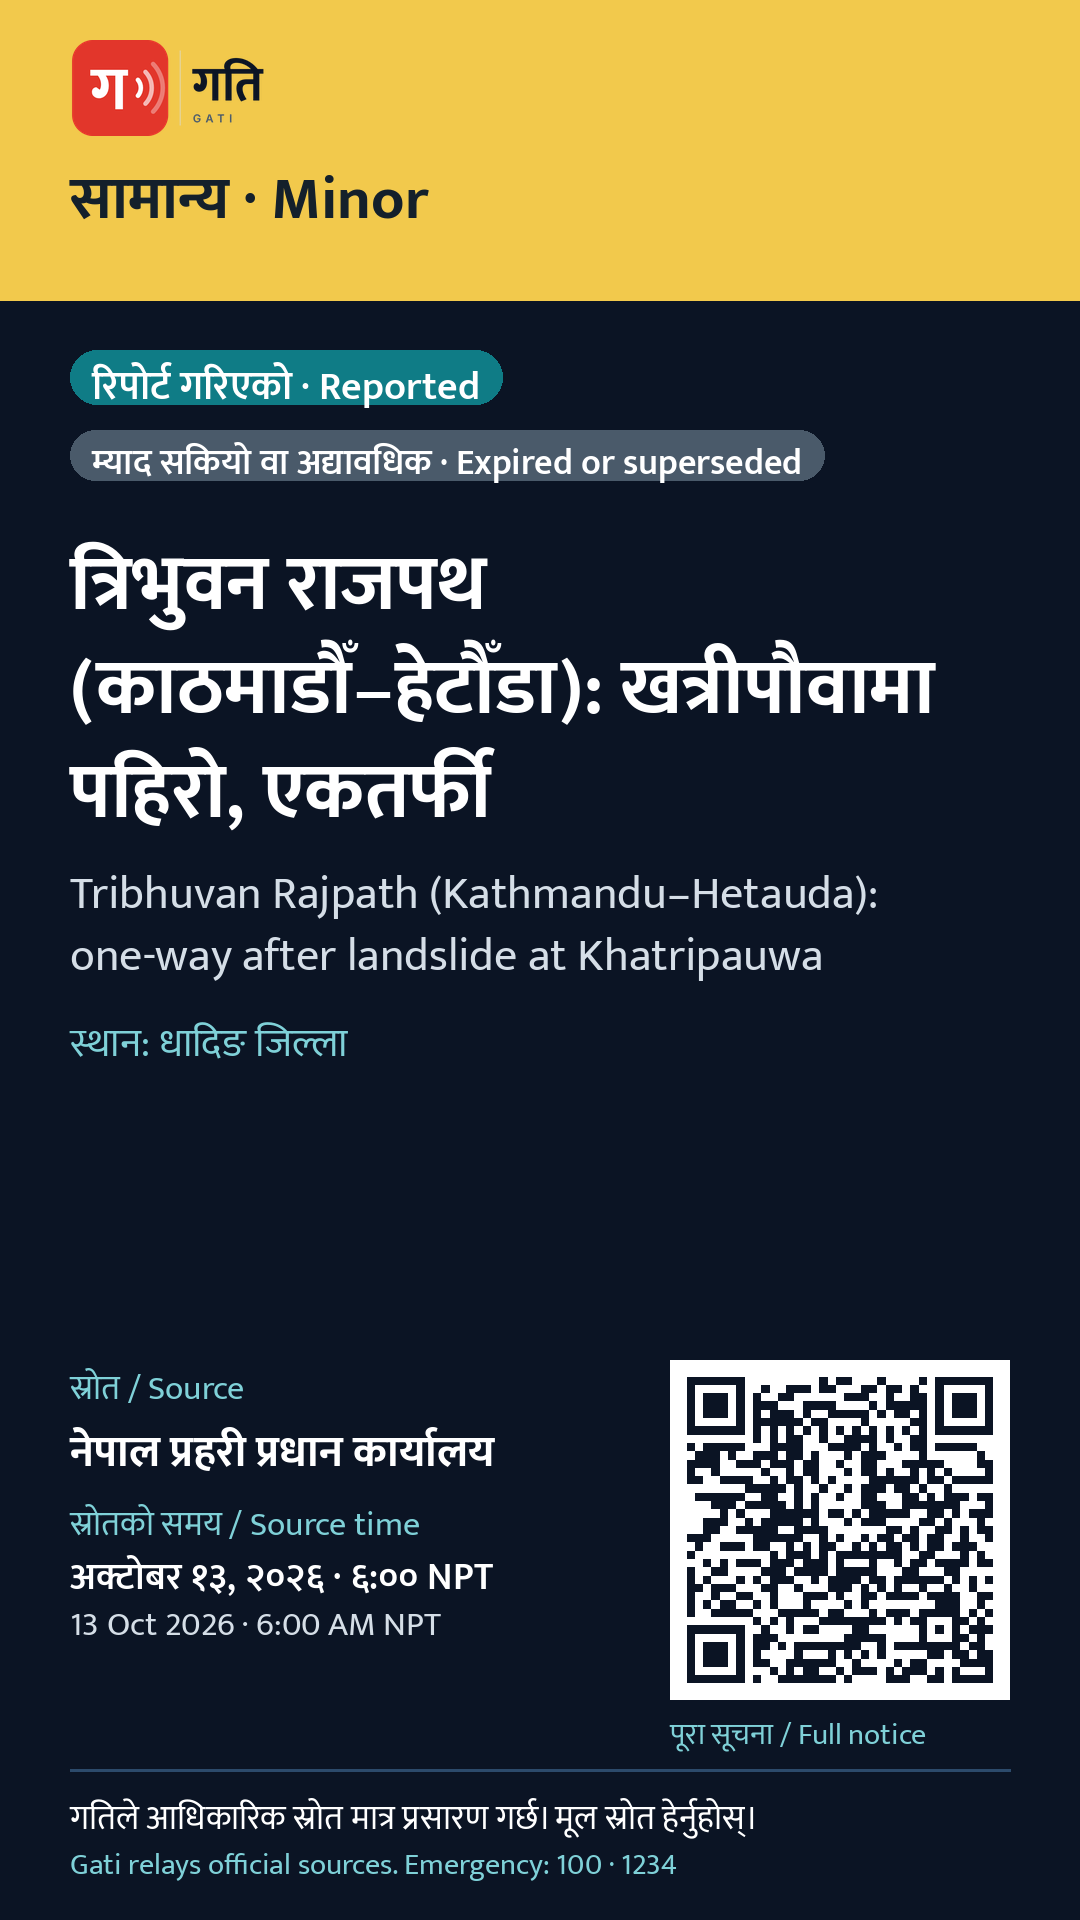 ग
गति
GATI
सामान्य · Minor
रिपोर्ट गरिएको · Reported
म्याद सकियो वा अद्यावधिक · Expired or superseded
त्रिभुवन राजपथ
(काठमाडौँ–हेटौँडा): खत्रीपौवामा
पहिरो, एकतर्फी
Tribhuvan Rajpath (Kathmandu–Hetauda):
one-way after landslide at Khatripauwa
स्थान: धादिङ जिल्ला
स्रोत / Source
नेपाल प्रहरी प्रधान कार्यालय
स्रोतको समय / Source time
अक्टोबर १३, २०२६ · ६:०० NPT
13 Oct 2026 · 6:00 AM NPT
पूरा सूचना / Full notice
गतिले आधिकारिक स्रोत मात्र प्रसारण गर्छ। मूल स्रोत हेर्नुहोस्।
Gati relays official sources. Emergency: 100 · 1234